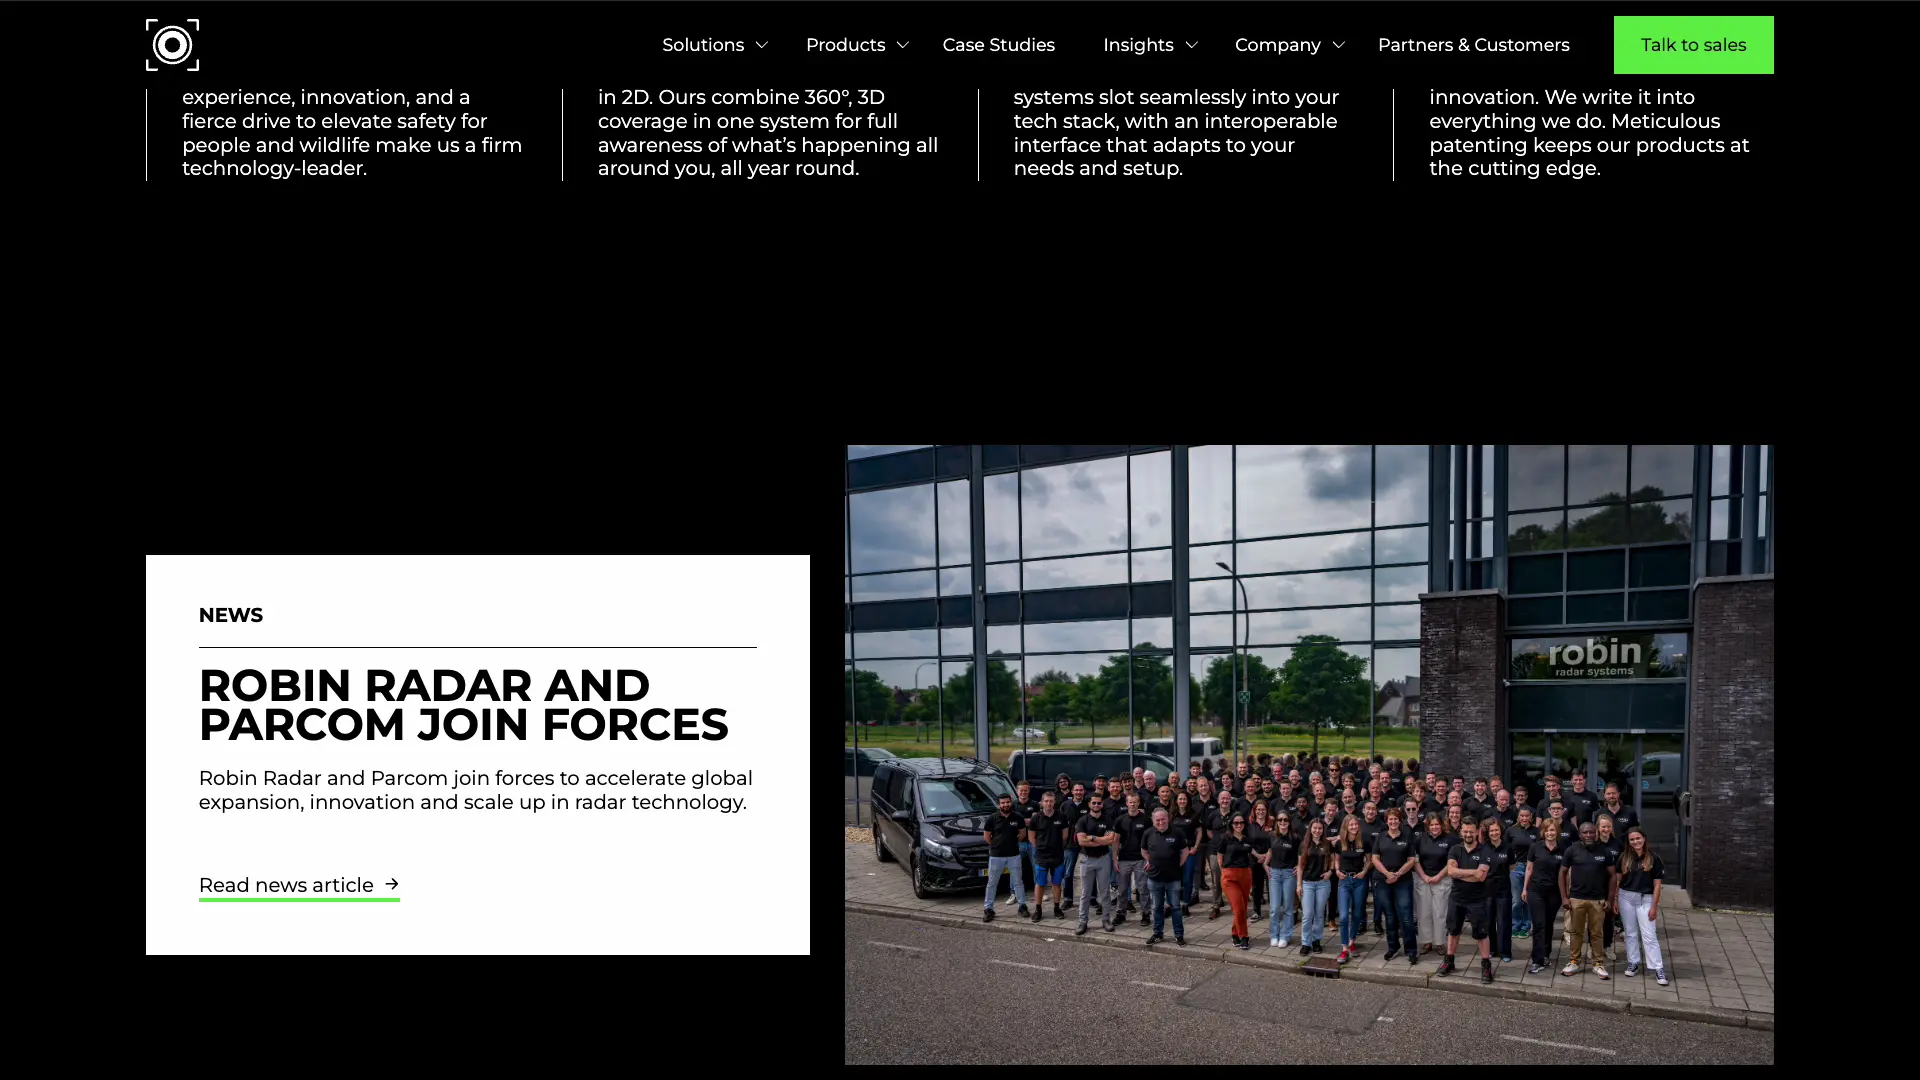 Solutions
Products
Case Studies
Insights
Company
Partners & Customers
Talk to sales
experience, innovation, and a
fierce drive to elevate safety for
people and wildlife make us a firm
technology-leader.
in 2D. Ours combine 360°, 3D
coverage in one system for full
awareness of what’s happening all
around you, all year round.
systems slot seamlessly into your
tech stack, with an interoperable
interface that adapts to your
needs and setup.
innovation. We write it into
everything we do. Meticulous
patenting keeps our products at
the cutting edge.
NEWS
ROBIN RADAR AND
PARCOM JOIN FORCES
Robin Radar and Parcom join forces to accelerate global
expansion, innovation and scale up in radar technology.
Read news article →
robin
radar systems